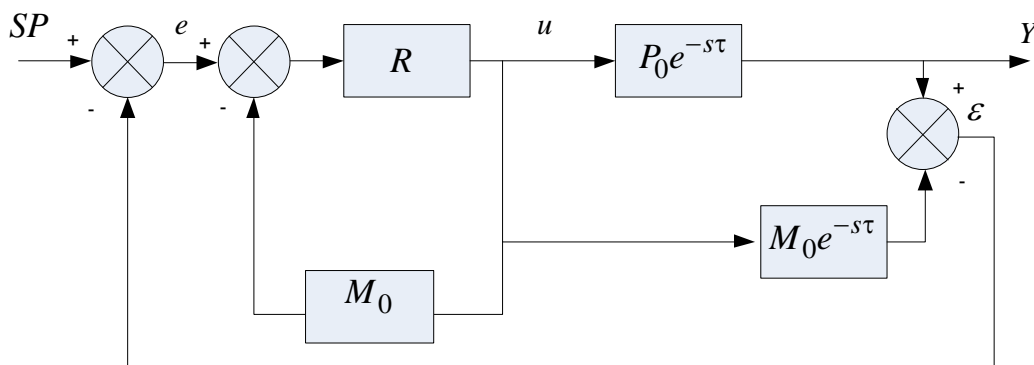 SP
+
-
e
+
-
R
u
P₀e^{-sτ}
Y
+
ε
-
M₀e^{-sτ}
M₀